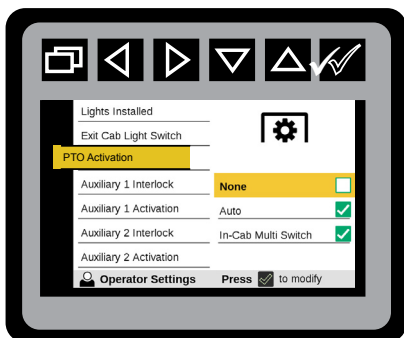 Lights Installed
Exit Cab Light Switch
PTO Activation
Auxiliary 1 Interlock
Auxiliary 1 Activation
Auxiliary 2 Interlock
Auxiliary 2 Activation
None
Auto
In-Cab Multi Switch
Operator Settings
Press to modify